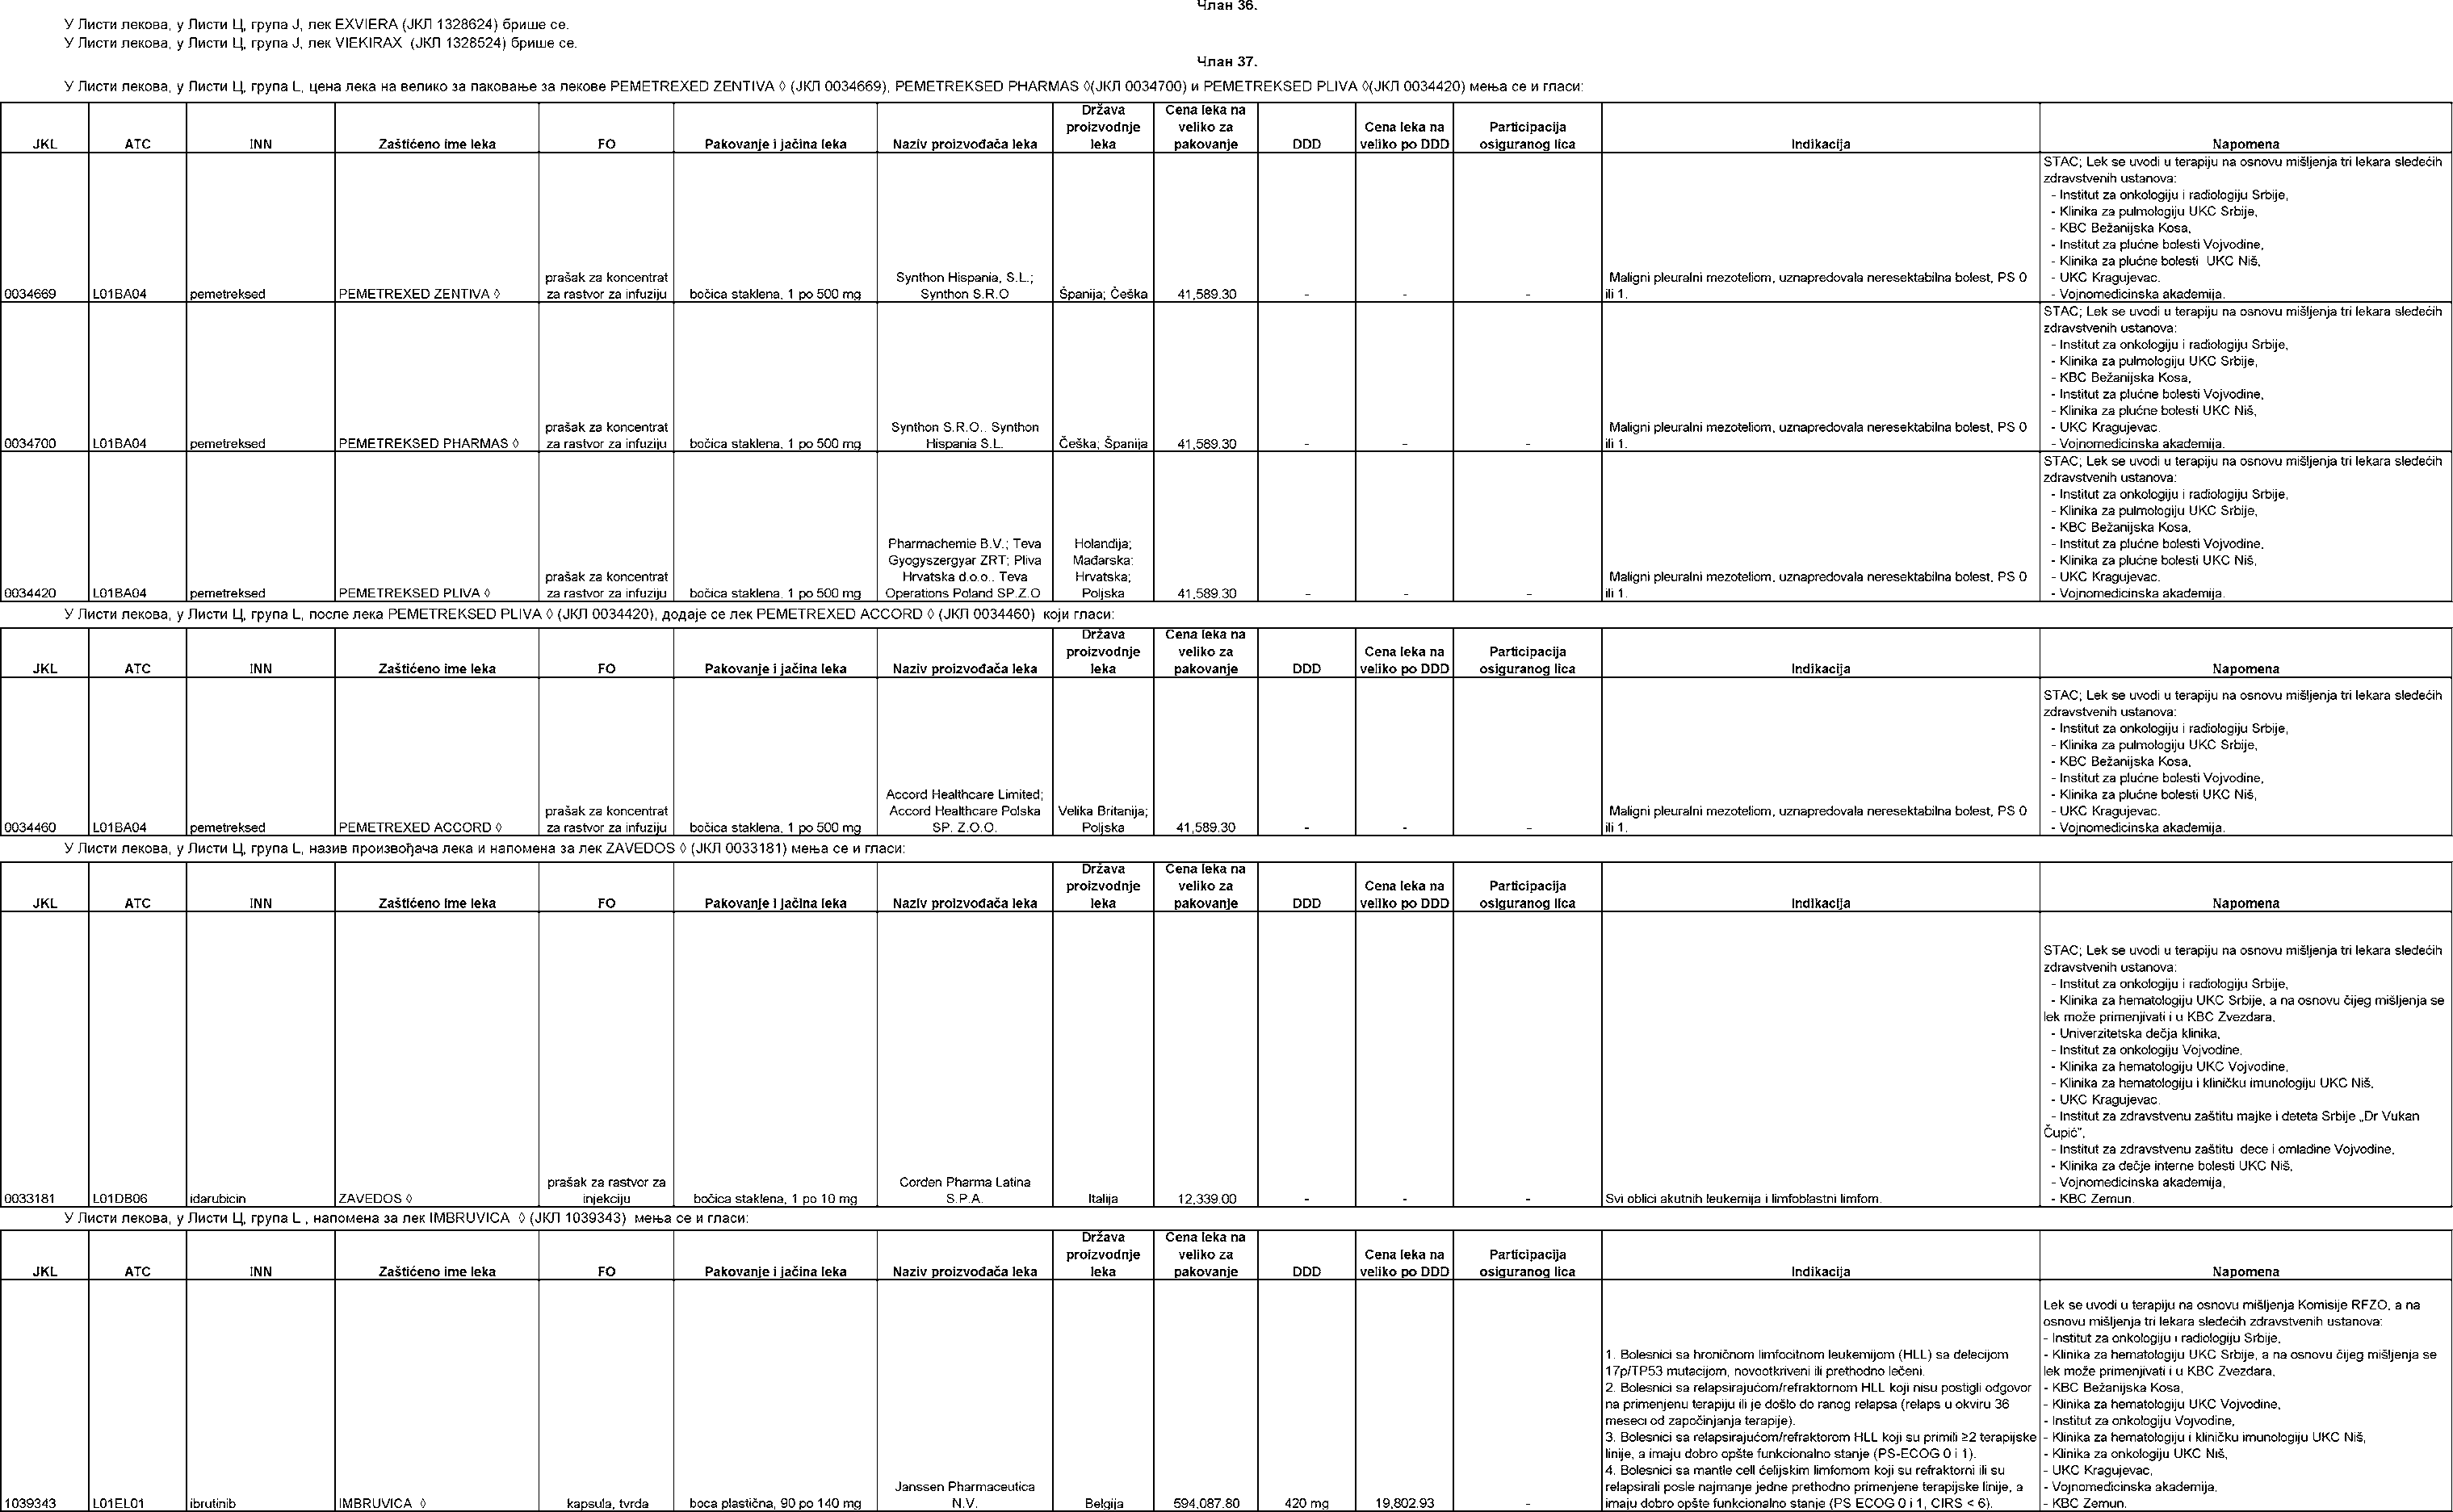 Члан 36.
У Листи лекова, у Листи Ц, група J, лек EXVIERA (ЈКЛ 1328624) брише се.
У Листи лекова, у Листи Ц, група J, лек VIEKIRAX (ЈКЛ 1328524) брише се.
Члан 37.
У Листи лекова, у Листи Ц, група L, цена лека на велико за паковање за лекове PEMETREXED ZENTIVA ◊ (ЈКЛ 0034669), PEMETREKSED PHARMAS ◊(ЈКЛ 0034700) и PEMETREKSED PLIVA ◊(ЈКЛ 0034420) мења се и гласи:
JKL ATC INN Zaštićeno ime leka FO Pakovanje i jačina leka Naziv proizvođača leka Država proizvodnje leka Cena leka na veliko za pakovanje DDD Cena leka na veliko po DDD Participacija osiguranog lica Indikacija Napomena
0034669 L01BA04 pemetreksed PEMETREXED ZENTIVA ◊ prašak za koncentrat za rastvor za infuziju bočica staklena, 1 po 500 mg Synthon Hispania, S.L.; Synthon S.R.O Španija; Češka 41,589.30 - - - Maligni pleuralni mezoteliom, uznapredovala neresektabilna bolest, PS 0 ili 1.
STAC; Lek se uvodi u terapiju na osnovu mišljenja tri lekara sledećih
zdravstvenih ustanova:
- Institut za onkologiju i radiologiju Srbije,
- Klinika za pulmologiju UKC Srbije,
- KBC Bežanijska Kosa,
- Institut za plućne bolesti Vojvodine,
- Klinika za plućne bolesti UKC Niš,
- UKC Kragujevac,
- Vojnomedicinska akademija.
0034700 L01BA04 pemetreksed PEMETREKSED PHARMAS ◊ prašak za koncentrat za rastvor za infuziju bočica staklena, 1 po 500 mg Synthon S.R.O., Synthon Hispania S.L. Češka; Španija 41,589.30 - - - Maligni pleuralni mezoteliom, uznapredovala neresektabilna bolest, PS 0 ili 1.
STAC; Lek se uvodi u terapiju na osnovu mišljenja tri lekara sledećih
zdravstvenih ustanova:
- Institut za onkologiju i radiologiju Srbije,
- Klinika za pulmologiju UKC Srbije,
- KBC Bežanijska Kosa,
- Institut za plućne bolesti Vojvodine,
- Klinika za plućne bolesti UKC Niš,
- UKC Kragujevac,
- Vojnomedicinska akademija.
0034420 L01BA04 pemetreksed PEMETREKSED PLIVA ◊ prašak za koncentrat za rastvor za infuziju bočica staklena, 1 po 500 mg Pharmachemie B.V.; Teva Gyogyszergyar ZRT; Pliva Hrvatska d.o.o., Teva Operations Poland SP.Z.O Holandija; Mađarska; Hrvatska; Poljska 41,589.30 - - - Maligni pleuralni mezoteliom, uznapredovala neresektabilna bolest, PS 0 ili 1.
STAC; Lek se uvodi u terapiju na osnovu mišljenja tri lekara sledećih
zdravstvenih ustanova:
- Institut za onkologiju i radiologiju Srbije,
- Klinika za pulmologiju UKC Srbije,
- KBC Bežanijska Kosa,
- Institut za plućne bolesti Vojvodine,
- Klinika za plućne bolesti UKC Niš,
- UKC Kragujevac,
- Vojnomedicinska akademija.
У Листи лекова, у Листи Ц, група L, после лека PEMETREKSED PLIVA ◊ (ЈКЛ 0034420), додаје се лек PEMETREXED ACCORD ◊ (ЈКЛ 0034460) који гласи:
JKL ATC INN Zaštićeno ime leka FO Pakovanje i jačina leka Naziv proizvođača leka Država proizvodnje leka Cena leka na veliko za pakovanje DDD Cena leka na veliko po DDD Participacija osiguranog lica Indikacija Napomena
0034460 L01BA04 pemetreksed PEMETREXED ACCORD ◊ prašak za koncentrat za rastvor za infuziju bočica staklena, 1 po 500 mg Accord Healthcare Limited; Accord Healthcare Polska SP. Z.O.O. Velika Britanija; Poljska 41,589.30 - - - Maligni pleuralni mezoteliom, uznapredovala neresektabilna bolest, PS 0 ili 1.
STAC; Lek se uvodi u terapiju na osnovu mišljenja tri lekara sledećih
zdravstvenih ustanova:
- Institut za onkologiju i radiologiju Srbije,
- Klinika za pulmologiju UKC Srbije,
- KBC Bežanijska Kosa,
- Institut za plućne bolesti Vojvodine,
- Klinika za plućne bolesti UKC Niš,
- UKC Kragujevac,
- Vojnomedicinska akademija.
У Листи лекова, у Листи Ц, група L, назив произвођача лека и напомена за лек ZAVEDOS ◊ (ЈКЛ 0033181) мења се и гласи:
JKL ATC INN Zaštićeno ime leka FO Pakovanje i jačina leka Naziv proizvođača leka Država proizvodnje leka Cena leka na veliko za pakovanje DDD Cena leka na veliko po DDD Participacija osiguranog lica Indikacija Napomena
0033181 L01DB06 idarubicin ZAVEDOS ◊ prašak za rastvor za injekciju bočica staklena, 1 po 10 mg Corden Pharma Latina S.P.A. Italija 12,339.00 - - - Svi oblici akutnih leukemija i limfoblastni limfom.
STAC; Lek se uvodi u terapiju na osnovu mišljenja tri lekara sledećih
zdravstvenih ustanova:
- Institut za onkologiju i radiologiju Srbije,
- Klinika za hematologiju UKC Srbije, a na osnovu čijeg mišljenja se
lek može primenjivati i u KBC Zvezdara,
- Univerzitetska dečja klinika,
- Institut za onkologiju Vojvodine,
- Klinika za hematologiju UKC Vojvodine,
- Klinika za hematologiju i kliničku imunologiju UKC Niš,
- UKC Kragujevac,
- Institut za zdravstvenu zaštitu majke i deteta Srbije „Dr Vukan
Čupić”,
- Institut za zdravstvenu zaštitu dece i omladine Vojvodine,
- Klinika za dečje interne bolesti UKC Niš,
- Vojnomedicinska akademija,
- KBC Zemun.
У Листи лекова, у Листи Ц, група L , напомена за лек IMBRUVICA ◊ (ЈКЛ 1039343) мења се и гласи:
JKL ATC INN Zaštićeno ime leka FO Pakovanje i jačina leka Naziv proizvođača leka Država proizvodnje leka Cena leka na veliko za pakovanje DDD Cena leka na veliko po DDD Participacija osiguranog lica Indikacija Napomena
1039343 L01EL01 ibrutinib IMBRUVICA ◊ kapsula, tvrda boca plastična, 90 po 140 mg Janssen Pharmaceutica N.V. Belgija 594,087.80 420 mg 19,802.93 -
1. Bolesnici sa hroničnom limfocitnom leukemijom (HLL) sa delecijom
17p/TP53 mutacijom, novootkriveni ili prethodno lečeni.
2. Bolesnici sa relapsirajućom/refraktornom HLL koji nisu postigli odgovor
na primenjenu terapiju ili je došlo do ranog relapsa (relaps u okviru 36
meseci od započinjanja terapije).
3. Bolesnici sa relapsirajućom/refraktorom HLL koji su primili ≥2 terapijske
linije, a imaju dobro opšte funkcionalno stanje (PS-ECOG 0 i 1).
4. Bolesnici sa mantle cell ćelijskim limfomom koji su refraktorni ili su
relapsirali posle najmanje jedne prethodno primenjene terapijske linije, a
imaju dobro opšte funkcionalno stanje (PS ECOG 0 i 1, CIRS < 6).
Lek se uvodi u terapiju na osnovu mišljenja Komisije RFZO, a na
osnovu mišljenja tri lekara sledećih zdravstvenih ustanova:
- Institut za onkologiju i radiologiju Srbije,
- Klinika za hematologiju UKC Srbije, a na osnovu čijeg mišljenja se
lek može primenjivati i u KBC Zvezdara,
- KBC Bežanijska Kosa,
- Klinika za hematologiju UKC Vojvodine,
- Institut za onkologiju Vojvodine,
- Klinika za hematologiju i kliničku imunologiju UKC Niš,
- Klinika za onkologiju UKC Niš,
- UKC Kragujevac,
- Vojnomedicinska akademija,
- KBC Zemun.